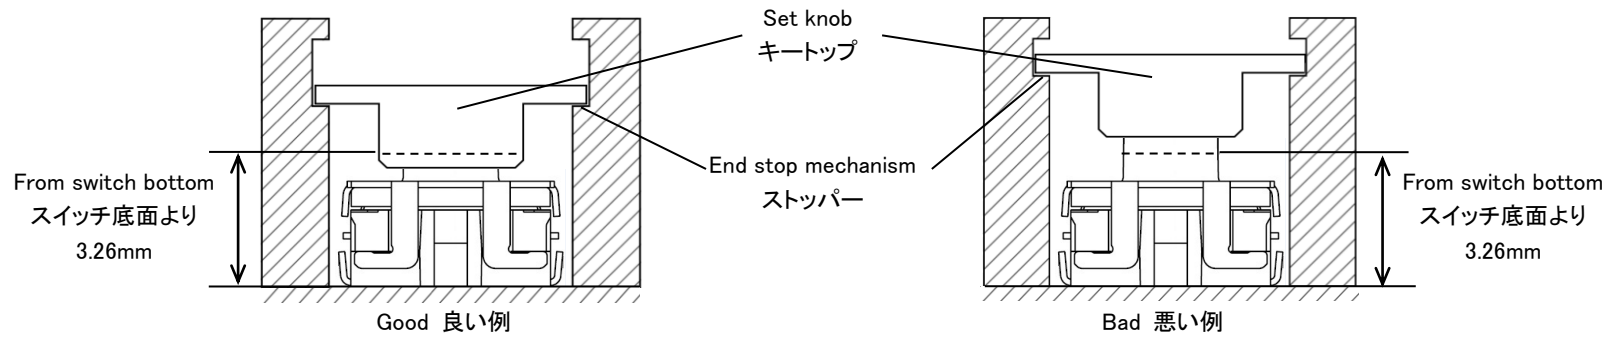 Set knob
キートップ
End stop mechanism
ストッパー
From switch bottom
スイッチ底面より
3.26mm
From switch bottom
スイッチ底面より
3.26mm
Good 良い例
Bad 悪い例